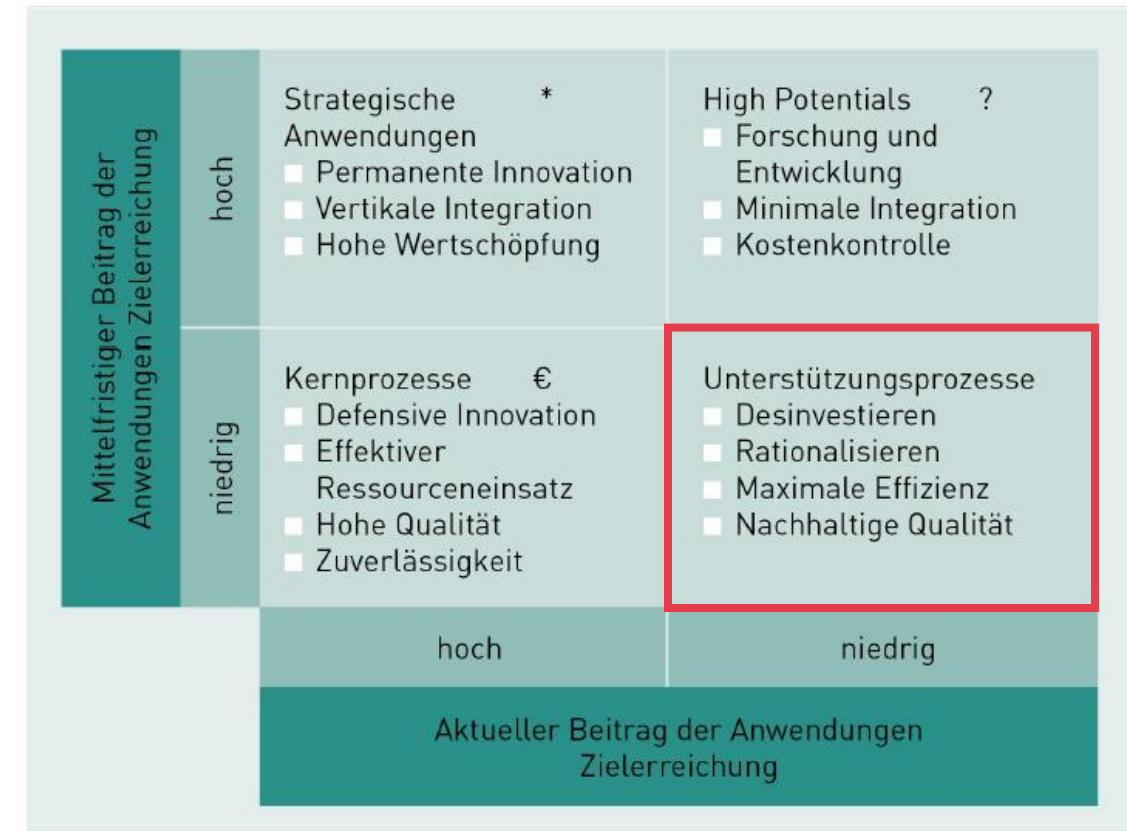 Mittelfristiger Beitrag der
Anwendungen Zielerreichung
hoch
Strategische *
Anwendungen
Permanente Innovation
Vertikale Integration
Hohe Wertschöpfung
High Potentials ?
Forschung und
Entwicklung
Minimale Integration
Kostenkontrolle
niedrig
Kernprozesse €
Defensive Innovation
Effektiver
Ressourceneinsatz
Hohe Qualität
Zuverlässigkeit
Unterstützungsprozesse
Desinvestieren
Rationalisieren
Maximale Effizienz
Nachhaltige Qualität
hoch
niedrig
Aktueller Beitrag der Anwendungen
Zielerreichung